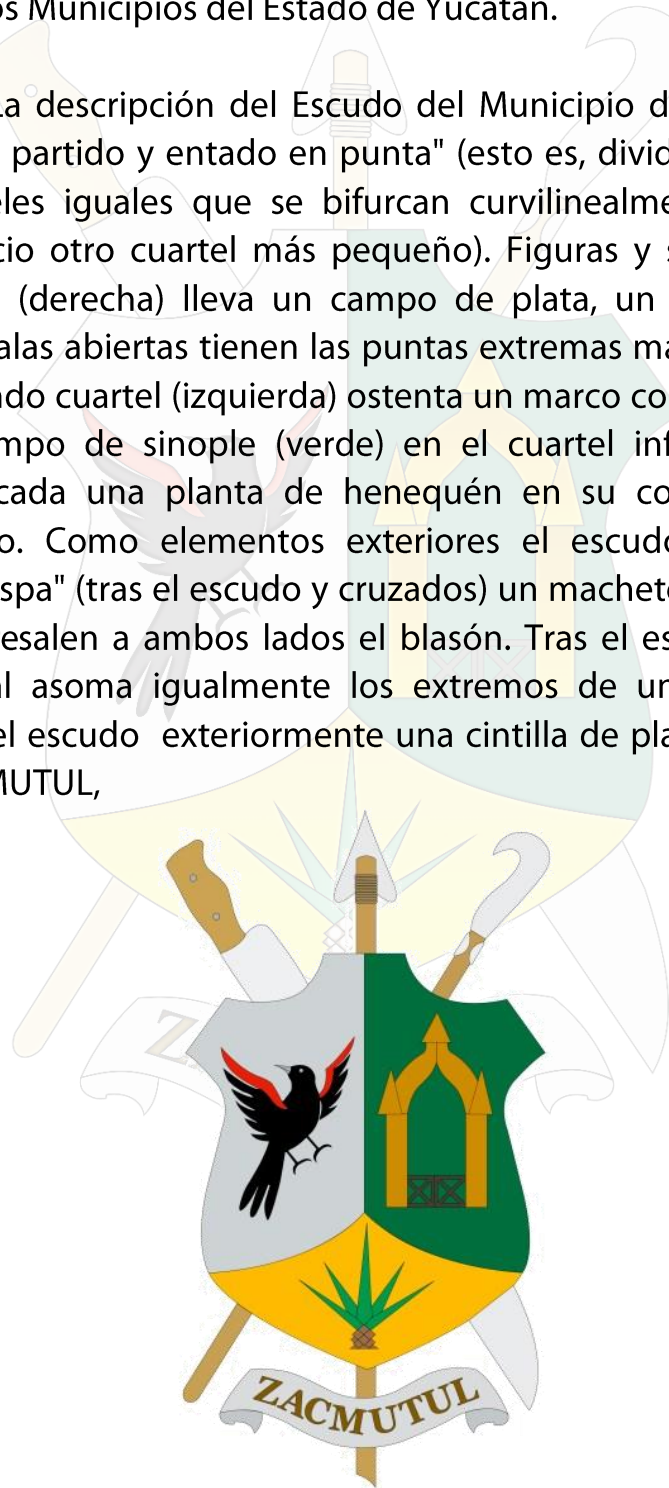 os Municipios del Estado de Yucatán.
La descripción del Escudo del Municipio d
partido y entado en punta" (esto es, divid
eles iguales que se bifurcan curvilinealme
cio otro cuartel más pequeño). Figuras y s
(derecha) lleva un campo de plata, un
alas abiertas tienen las puntas extremas ma
ndo cuartel (izquierda) ostenta un marco co
mpo de sinople (verde) en el cuartel inf
cada una planta de henequén en su co
o. Como elementos exteriores el escudo
spa" (tras el escudo y cruzados) un machete
esalen a ambos lados el blasón. Tras el es
al asoma igualmente los extremos de un
el escudo exteriormente una cintilla de pla
MUTUL,
ZACMUTUL